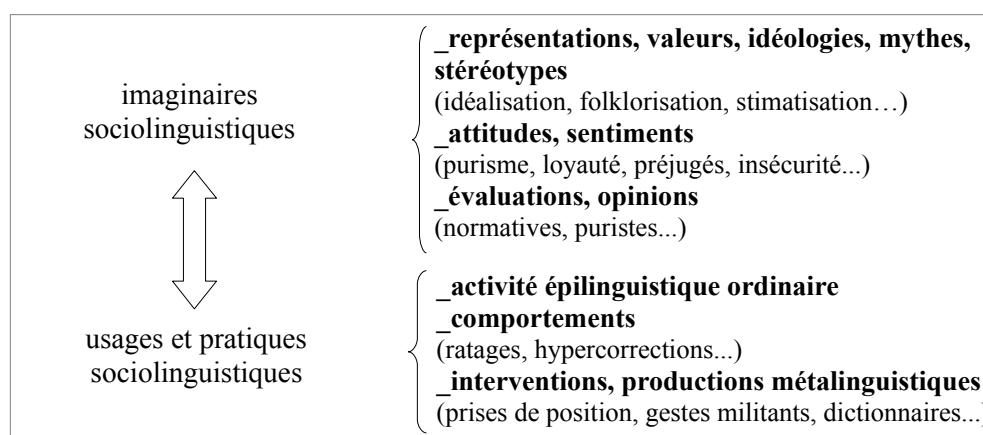 imaginaires
sociolinguistiques
_représentations, valeurs, idéologies, mythes,
stéréotypes
(idéalisation, folklorisation, stimatisation…)
_attitudes, sentiments
(purisme, loyauté, préjugés, insécurité...)
_évaluations, opinions
(normatives, puristes...)
usages et pratiques
sociolinguistiques
_activité épilinguistique ordinaire
_comportements
(ratages, hypercorrections...)
_interventions, productions métalinguistiques
(prises de position, gestes militants, dictionnaires...)